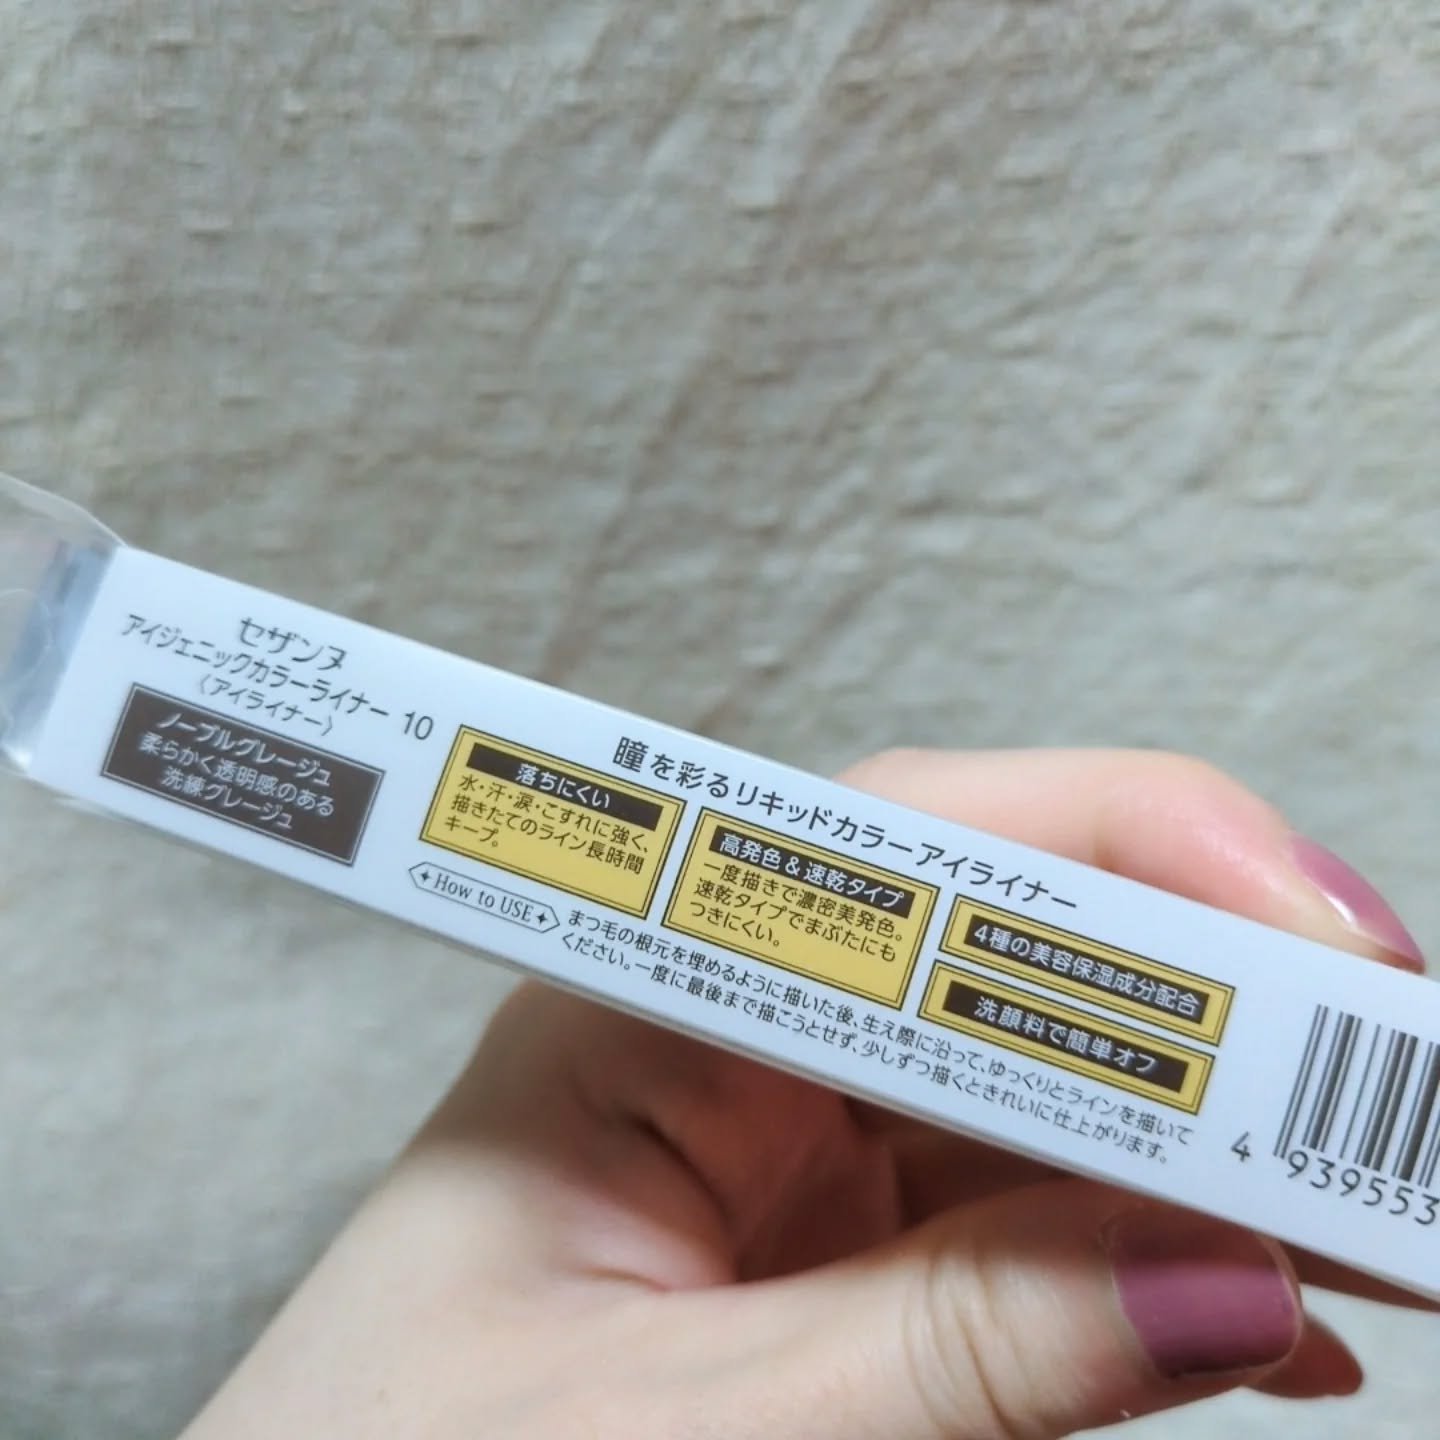 セザンヌ
アイジェニックカラーライナー 10
〈アイライナー〉
ノーブルグレージュ
柔らかく透明感のある
洗練グレージュ
瞳を彩るリキッドカラーアイライナー
落ちにくい
水・汗・涙・こすれに強く、
描きたてのライン長時間
キープ。
高発色&速乾タイプ
一度描きで濃密美発色。
速乾タイプでまぶたにも
つきにくい。
4種の美容保湿成分配合
洗顔料で簡単オフ
How to USE
まつ毛の根元を埋めるように描いた後、生え際に沿って、ゆっくりとラインを描いて
ください。一度に最後まで描こうとせず、少しずつ描くときれいに仕上がります。
4 939553